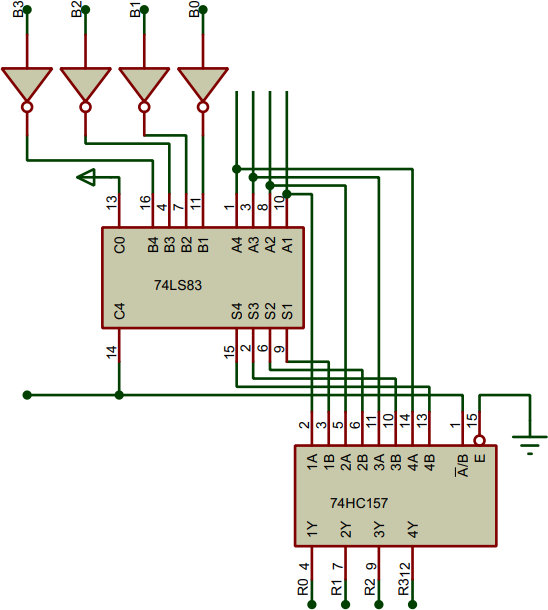 B3 B2 B1 B0
13 16 4 7 11 1 3 8 10
C0 B4 B3 B2 B1 A4 A3 A2 A1
74LS83
C4 S4 S3 S2 S1
14 15 2 6 9
2 3 5 6 11 10 14 13 1 15
1A 1B 2A 2B 3A 3B 4A 4B A/B E
74HC157
1Y 2Y 3Y 4Y
4 7 9 12
R0 R1 R2 R3